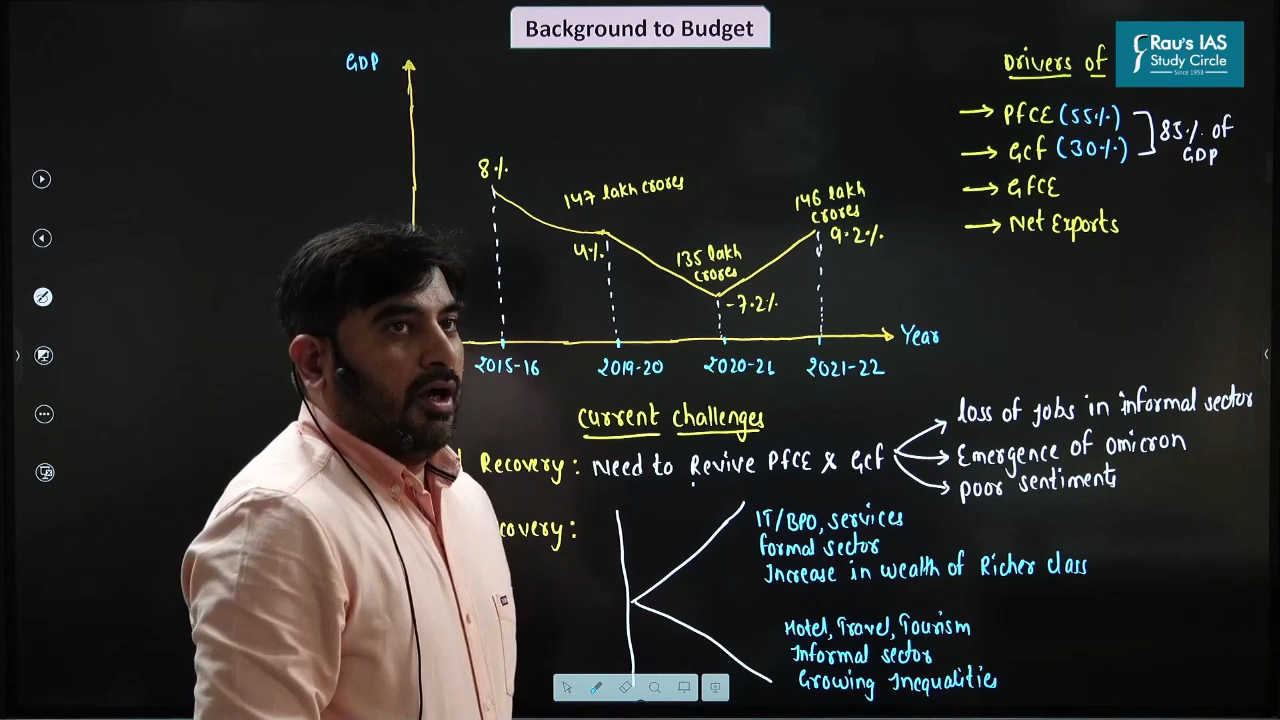 Background to Budget
Rau's IAS
Study Circle
Since 1953
GDP
8%
147 lakh crores
4%
135 lakh
crores
-7.2%
146 lakh
crores
9.2%
2015-16
2019-20
2020-21
2021-22
Year
Drivers of
→ PFCE (55%)
→ GCF (30%)
85% of
GDP
→ GFCE
→ Net Exports
Current Challenges
Recovery: Need to Revive PFCE & GCF
loss of jobs in informal sector
Emergence of omicron
poor sentiments
covery:
IT/BPO, services
formal sector
Increase in wealth of Richer class
Hotel, Travel, Tourism
Informal sector
Growing Inequalities